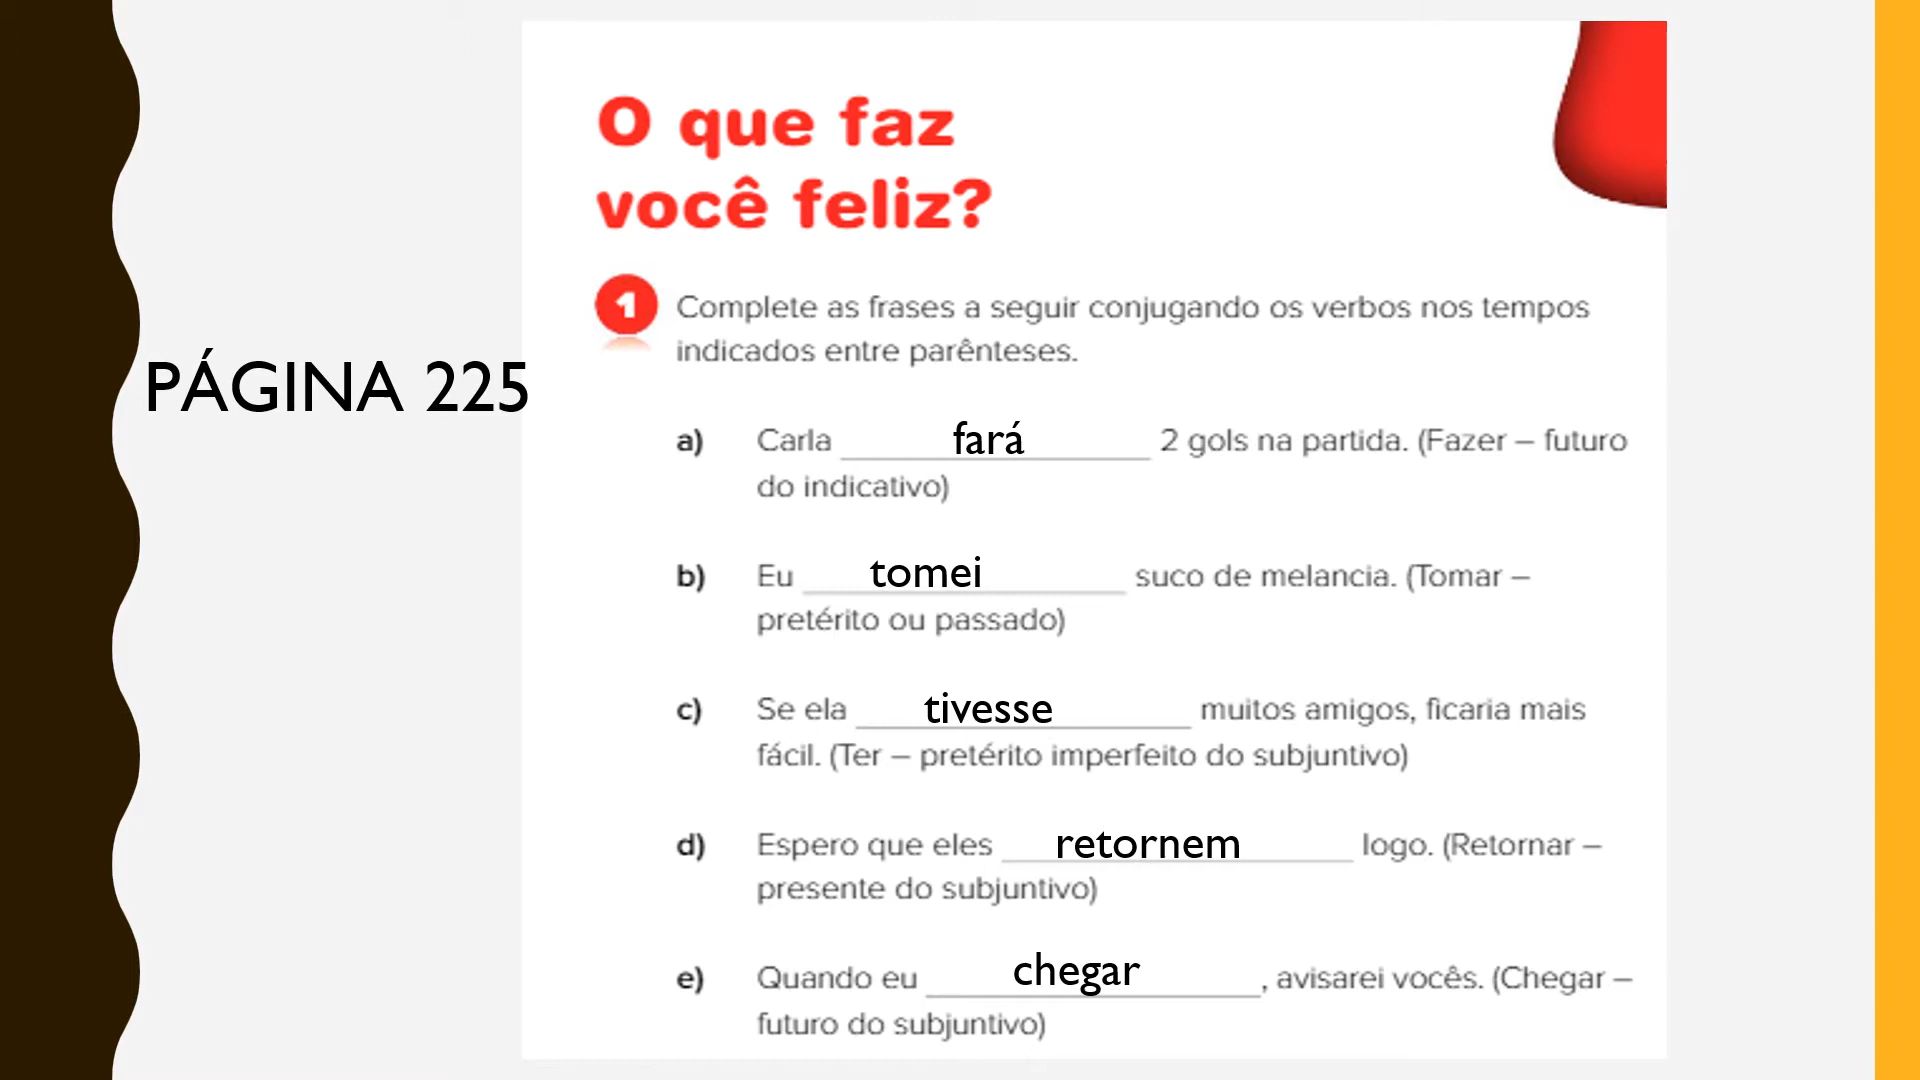 PÁGINA 225
O que faz
você feliz?
1 Complete as frases a seguir conjugando os verbos nos tempos
indicados entre parênteses.
a) Carla fará 2 gols na partida. (Fazer – futuro
do indicativo)
b) Eu tomei suco de melancia. (Tomar –
pretérito ou passado)
c) Se ela tivesse muitos amigos, ficaria mais
fácil. (Ter – pretérito imperfeito do subjuntivo)
d) Espero que eles retornem logo. (Retornar –
presente do subjuntivo)
e) Quando eu chegar, avisarei vocês. (Chegar –
futuro do subjuntivo)